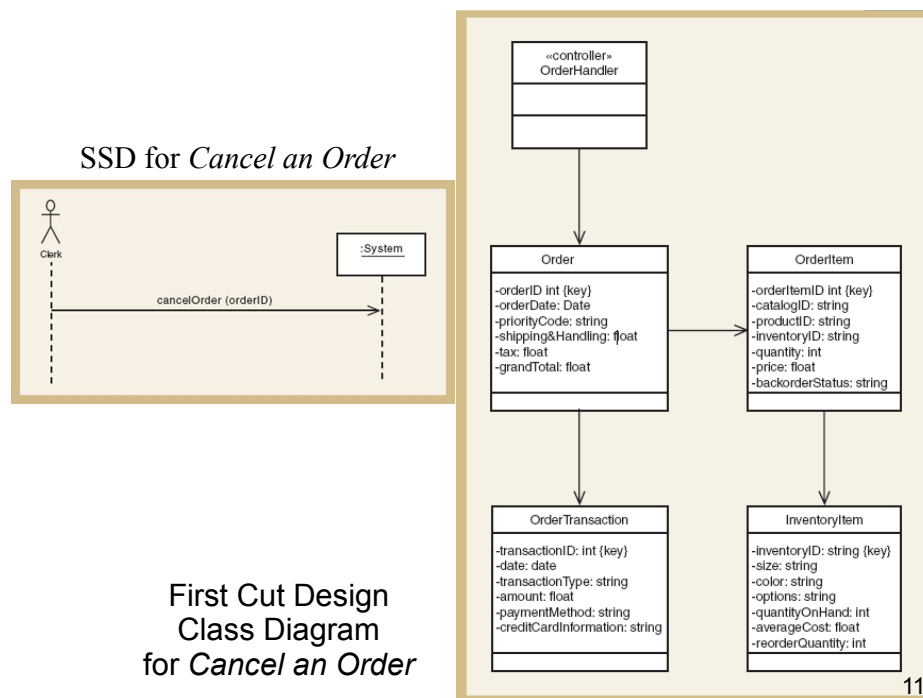 SSD for Cancel an Order
Clerk
:System
cancelOrder (orderID)
First Cut Design
Class Diagram
for Cancel an Order
«controller»
OrderHandler
Order
-orderID int {key}
-orderDate: Date
-priorityCode: string
-shipping&Handling: float
-tax: float
-grandTotal: float
OrderItem
-orderItemID int {key}
-catalogID: string
-productID: string
-inventoryID: string
-quantity: int
-price: float
-backorderStatus: string
OrderTransaction
-transactionID: int {key}
-date: date
-transactionType: string
-amount: float
-paymentMethod: string
-creditCardInformation: string
InventoryItem
-inventoryID: string {key}
-size: string
-color: string
-options: string
-quantityOnHand: int
-averageCost: float
-reorderQuantity: int
11